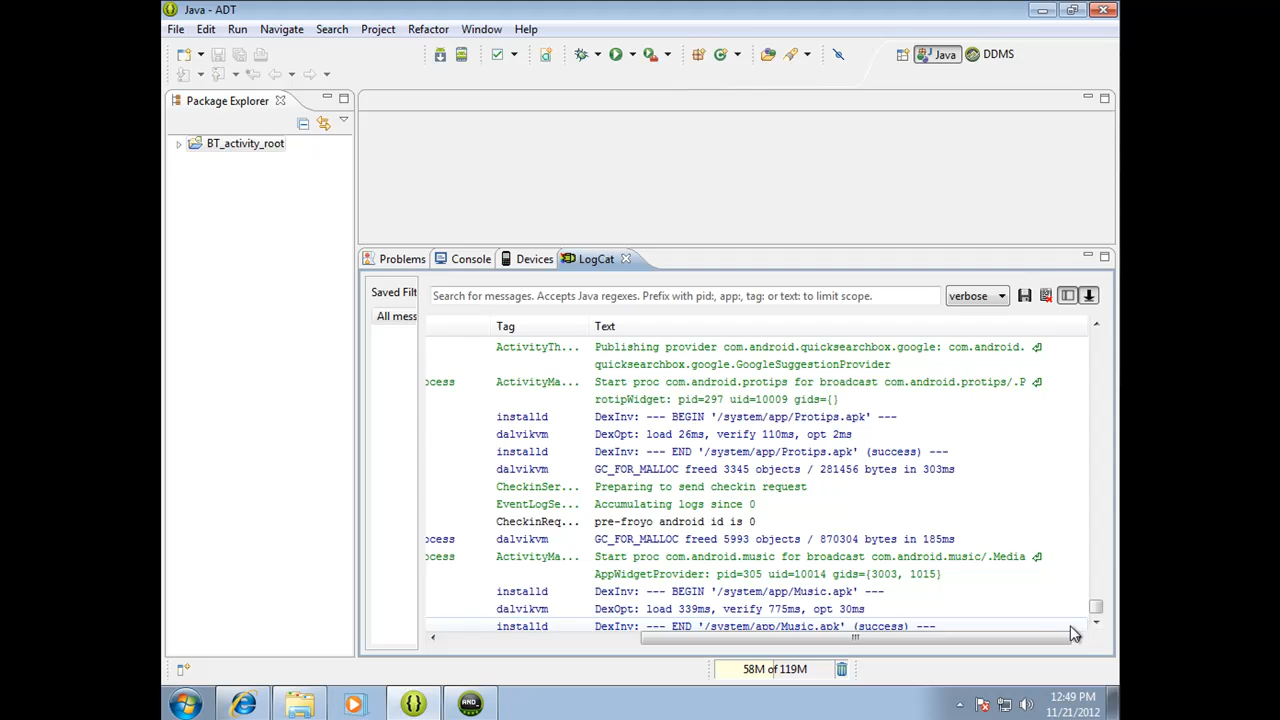 Java - ADT
File Edit Run Navigate Search Project Refactor Window Help
Java DDMS
Package Explorer
BT_activity_root
Problems Console Devices LogCat
Saved Filt
All mess
Search for messages. Accepts Java regexes. Prefix with pid:, app:, tag: or text: to limit scope. verbose
Tag Text
ActivityTh... Publishing provider com.android.quicksearchbox.google: com.android.
quicksearchbox.google.GoogleSuggestionProvider
ocess ActivityMa... Start proc com.android.protips for broadcast com.android.protips/.P
rotipWidget: pid=297 uid=10009 gids={}
installd DexInv: --- BEGIN '/system/app/Protips.apk' ---
dalvikvm DexOpt: load 26ms, verify 110ms, opt 2ms
installd DexInv: --- END '/system/app/Protips.apk' (success) ---
dalvikvm GC_FOR_MALLOC freed 3345 objects / 281456 bytes in 303ms
CheckinSer... Preparing to send checkin request
EventLogSe... Accumulating logs since 0
CheckinReq... pre-froyo android id is 0
ocess dalvikvm GC_FOR_MALLOC freed 5993 objects / 870304 bytes in 185ms
ocess ActivityMa... Start proc com.android.music for broadcast com.android.music/.Media
AppWidgetProvider: pid=305 uid=10014 gids={3003, 1015}
installd DexInv: --- BEGIN '/system/app/Music.apk' ---
dalvikvm DexOpt: load 339ms, verify 775ms, opt 30ms
installd DexInv: --- END '/system/app/Music.apk' (success) ---
58M of 119M
AND
12:49 PM
11/21/2012